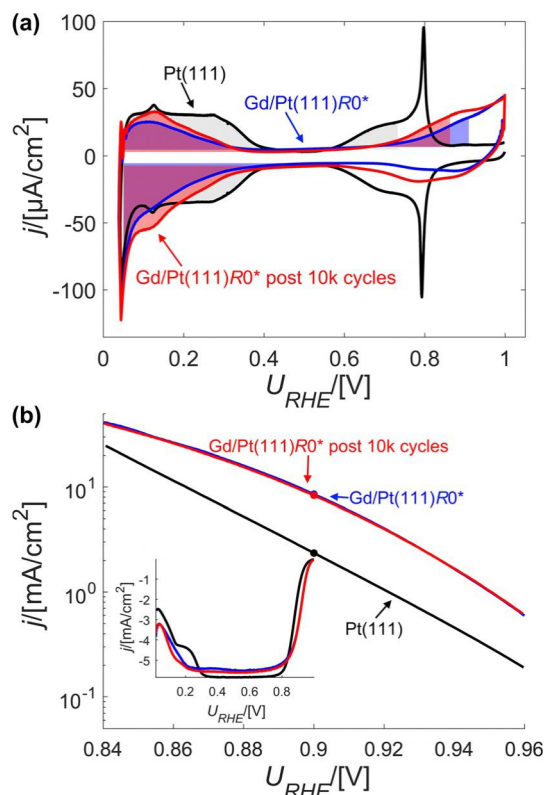 (a)
100
50
0
-50
-100
j/[µA/cm²]
Pt(111)
Gd/Pt(111)R0*
Gd/Pt(111)R0* post 10k cycles
0 0.2 0.4 0.6 0.8 1
U_RHE/[V]
(b)
10¹
10⁰
10⁻¹
j/[mA/cm²]
Gd/Pt(111)R0* post 10k cycles
Gd/Pt(111)R0*
Pt(111)
-1
-2
-3
-4
-5
j/[mA/cm²]
0.2 0.4 0.6 0.8
U_RHE/[V]
0.84 0.86 0.88 0.9 0.92 0.94 0.96
U_RHE/[V]